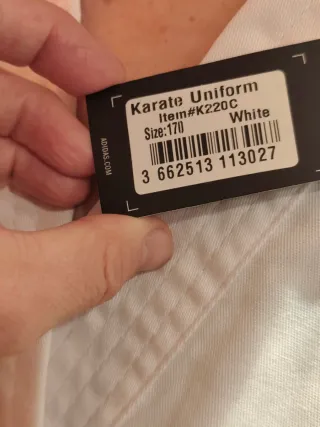 Karate Uniform
Item#K220C
Size:170 White
3 662513 113027
ADIDAS.COM